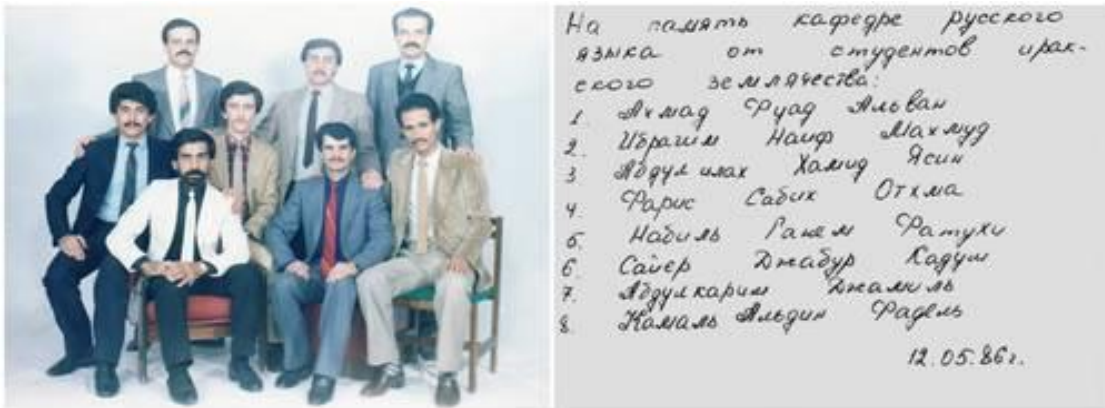 На память кафедре русского
языка от студентов ирак-
ского землячества:
1. Ахмад Фуад Альван
2. Ибрагим Наиф Махмуд
3. Абдул илах Хамид Ясин
4. Фарис Сабих Откма
5. Набиль Ганем Фатухи
6. Сайер Джабур Кадум
7. Абдулкарим Джамиль
8. Камаль Альдин Фадель
12.05.86г.